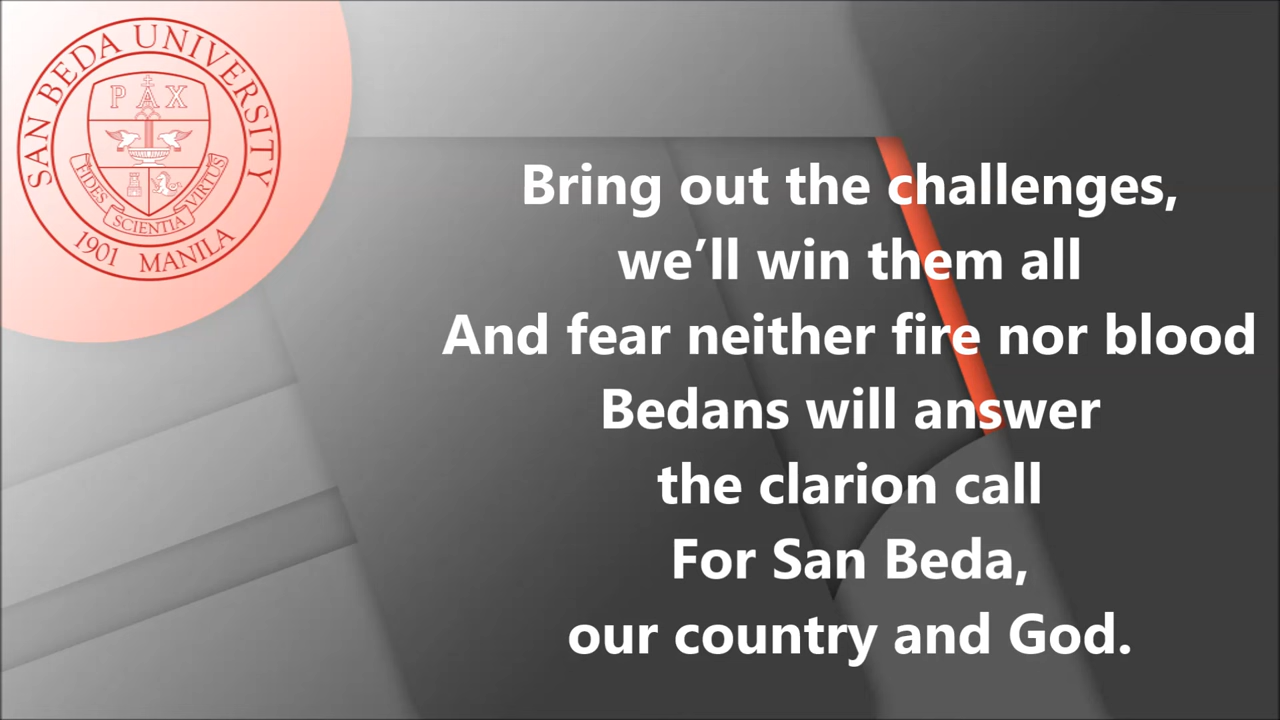 SAN BEDA UNIVERSITY
PAX
FIDES
SCIENTIA
VIRTUS
1901 MANILA
Bring out the challenges,
we’ll win them all
And fear neither fire nor blood
Bedans will answer
the clarion call
For San Beda,
our country and God.